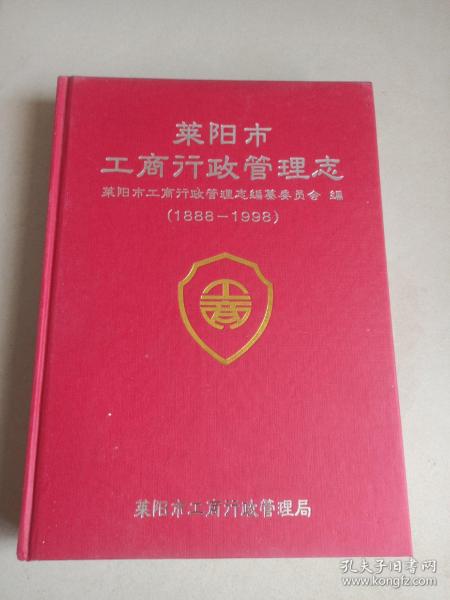 莱阳市
工商行政管理志
莱阳市工商行政管理志编纂委员会 编
(1888-1998)
工商
莱阳市工商行政管理局
孔夫子旧书网
www.kongfz.com